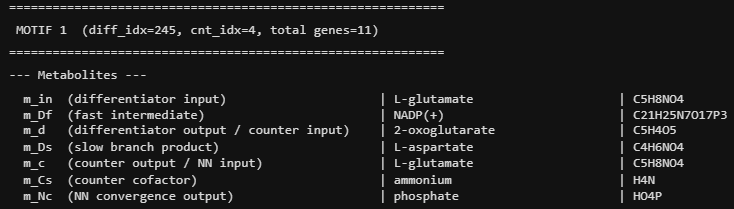 ============================================================
MOTIF 1  (diff_idx=245, cnt_idx=4, total genes=11)
============================================================
--- Metabolites ---
m_in  (differentiator input) | L-glutamate | C5H8NO4
m_Df  (fast intermediate) | NADP(+) | C21H25N7O17P3
m_d   (differentiator output / counter input) | 2-oxoglutarate | C5H4O5
m_Ds  (slow branch product) | L-aspartate | C4H6NO4
m_c   (counter output / NN input) | L-glutamate | C5H8NO4
m_Cs  (counter cofactor) | ammonium | H4N
m_Nc  (NN convergence output) | phosphate | HO4P